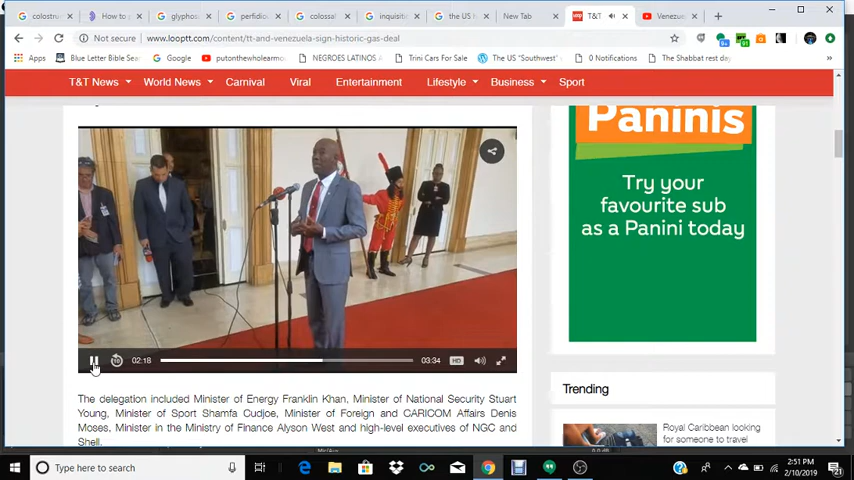 colostrum
How to g
glyphos
perfidio
colossal
inquisiti
the US h
New Tab
T&T
Venezue
Not secure
www.looptt.com/content/tt-and-venezuela-sign-historic-gas-deal
Apps
Blue Letter Bible Sea
Google
putonthewholearmo
NEGROES LATINOS A
Trini Cars For Sale
The US "Southwest"
(20) 0 Notifications
The Shabbat rest day
T&T News
World News
Carnival
Viral
Entertainment
Lifestyle
Business
Sport
Paninis
Try your
favourite sub
as a Panini today
10
02:18
03:34
HD
The delegation included Minister of Energy Franklin Khan, Minister of National Security Stuart
Young, Minister of Sport Shamfa Cudjoe, Minister of Foreign and CARICOM Affairs Denis
Moses, Minister in the Ministry of Finance Alyson West and high-level executives of NGC and
Shell.
Trending
Royal Caribbean looking
for someone to travel
Type here to search
2:51 PM
2/10/2019